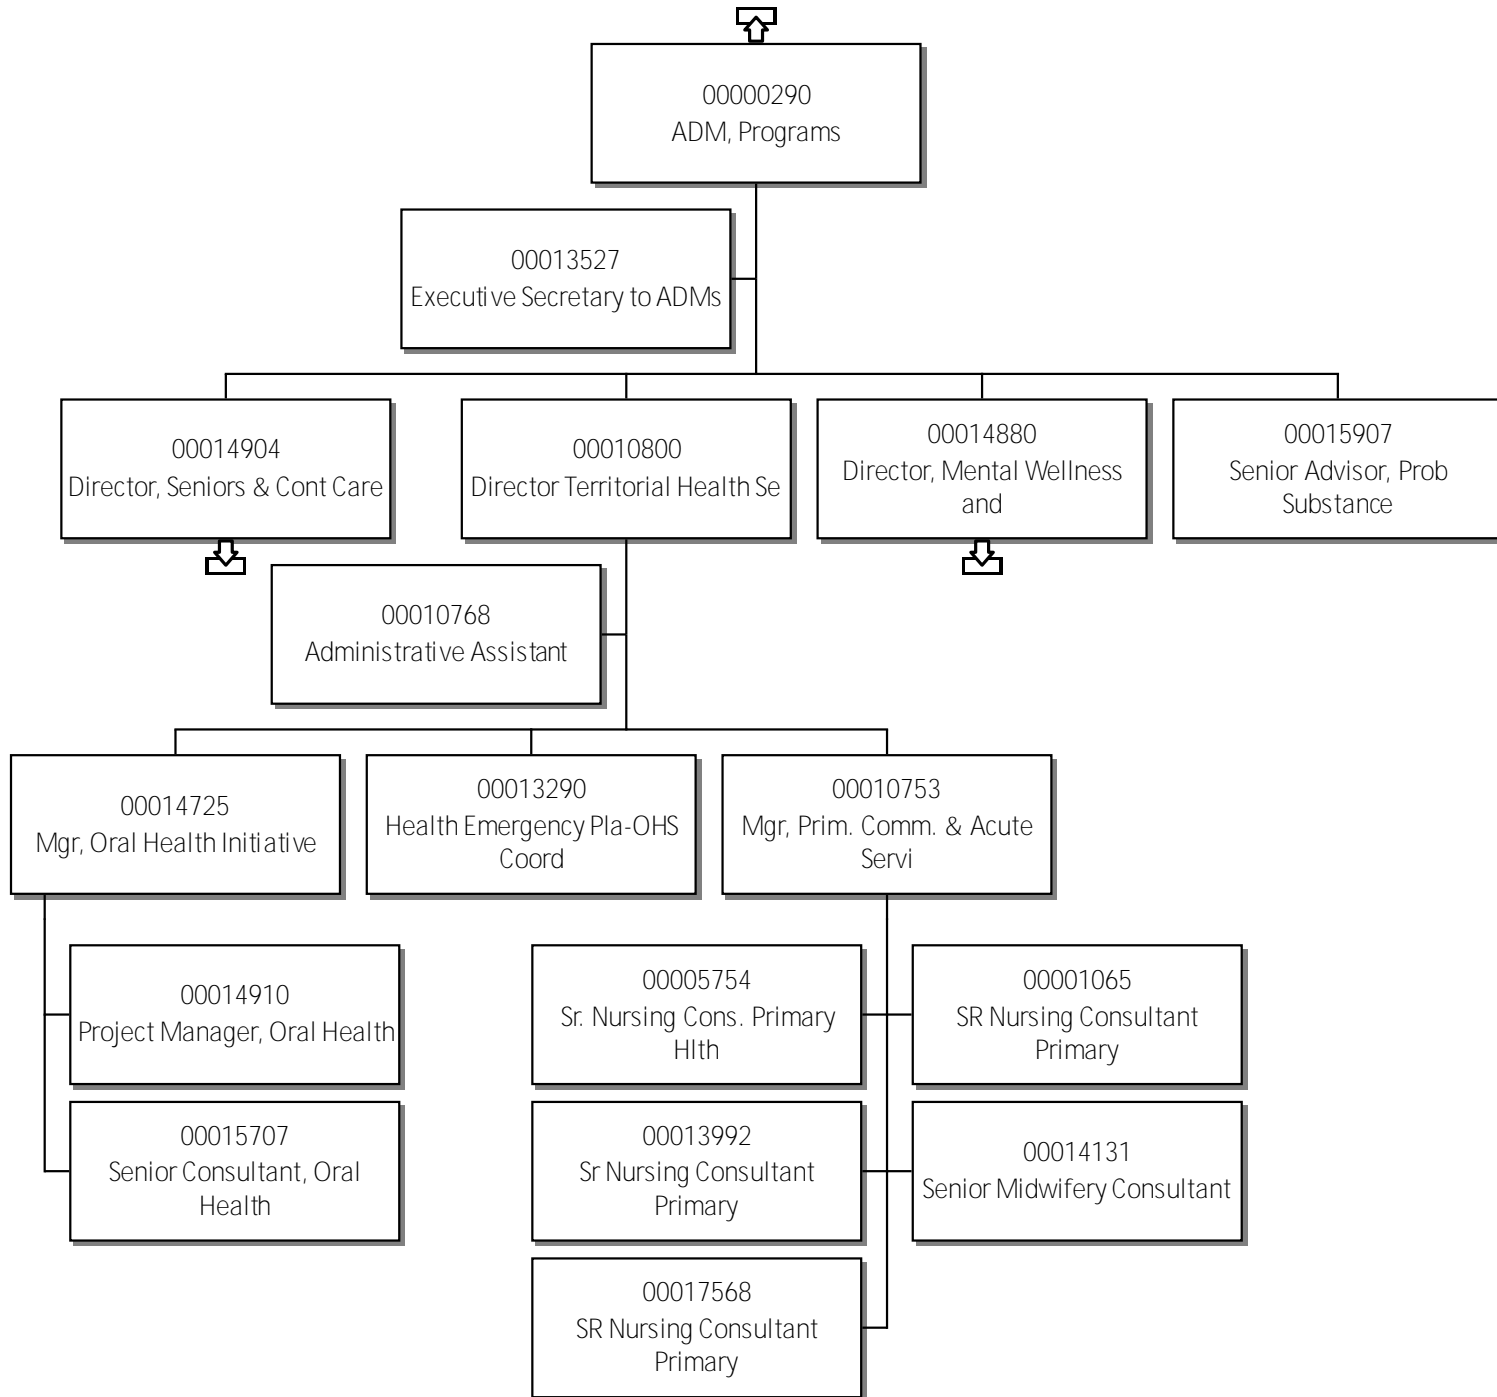 00000290
ADM, Programs
00013527
Executive Secretary to ADMs
00014904
Director, Seniors & Cont Care
00010800
Director Territorial Health Se
00014880
Director, Mental Wellness
and
00015907
Senior Advisor, Prob
Substance
00010768
Administrative Assistant
00014725
Mgr, Oral Health Initiative
00013290
Health Emergency Pla-OHS
Coord
00010753
Mgr, Prim. Comm. & Acute
Servi
00014910
Project Manager, Oral Health
00005754
Sr. Nursing Cons. Primary
Hlth
00001065
SR Nursing Consultant
Primary
00015707
Senior Consultant, Oral
Health
00013992
Sr Nursing Consultant
Primary
00014131
Senior Midwifery Consultant
00017568
SR Nursing Consultant
Primary